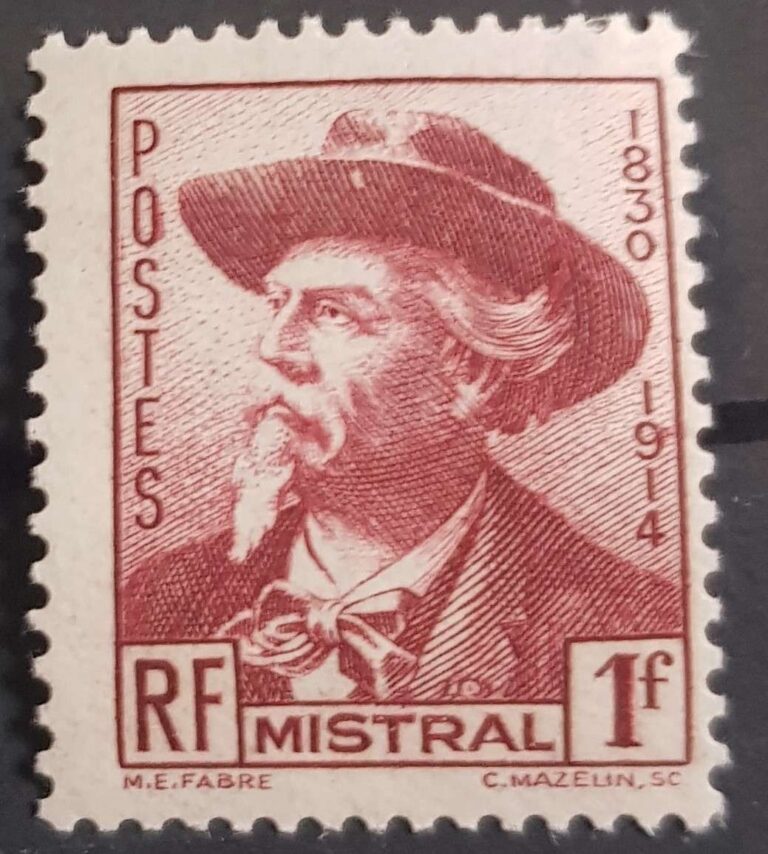 POSTES
1830
1914
RF
MISTRAL
1f
M.E.FABRE
C.MAZELIN, SC